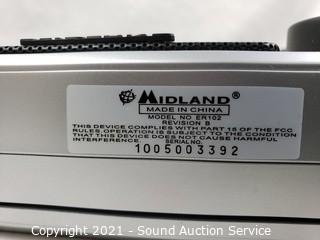 MIDLAND®
MADE IN CHINA
MODEL NO ER102
REVISION B
THIS DEVICE COMPLIES WITH PART 15 OF THE FCC
RULES. OPERATION IS SUBJECT TO THE CONDITION
THAT THIS DEVICE DOES NOT CAUSE HARMFUL
INTERFERENCE.
SERIAL NO.
1005003392
Copyright © 2021 - Sound Auction Service